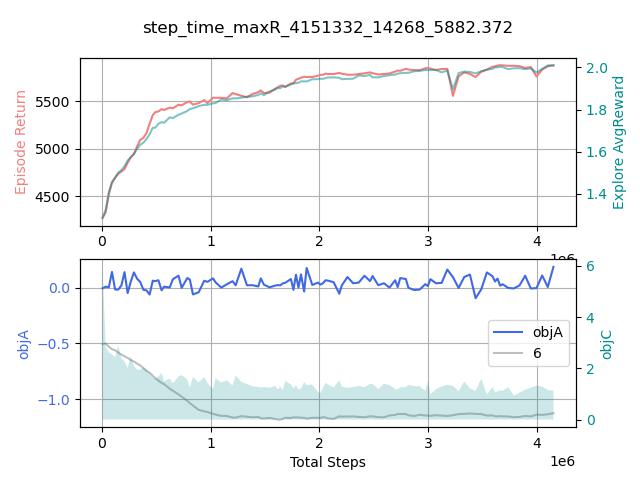 step_time_maxR_4151332_14268_5882.372
Episode Return
5500
5000
4500
2.0
1.8
1.6
1.4
Explore AvgReward
0 1 2 3 4
1e6
objA
0.0
−0.5
−1.0
objA
6
6
4
2
0
objC
0 1 2 3 4
Total Steps
1e6